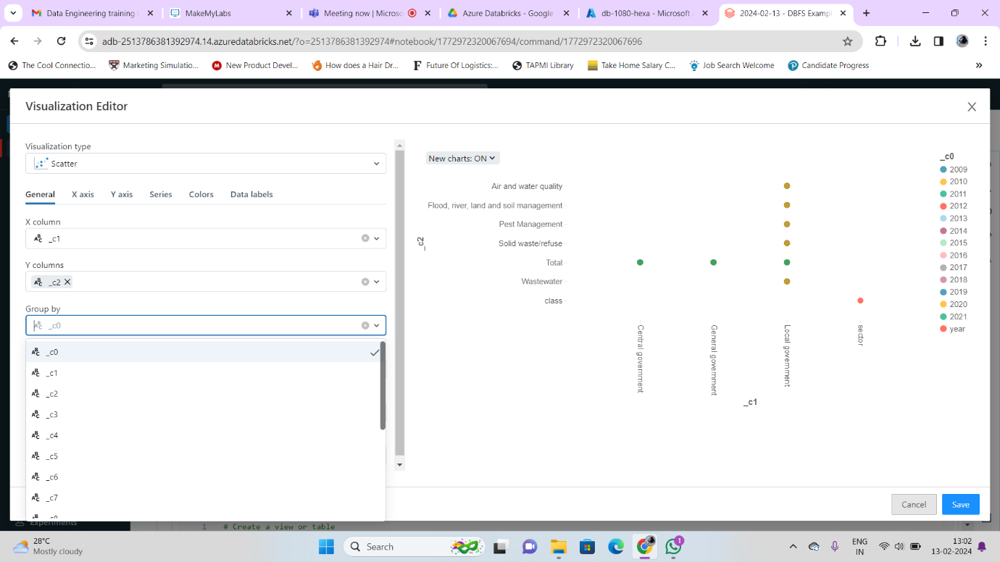 Data Engineering training
MakeMyLabs
Meeting now | Microso
Azure Databricks - Google
db-1080-hexa - Microsoft
2024-02-13 - DBFS Exampl
adb-2513786381392974.14.azuredatabricks.net/?o=2513786381392974#notebook/1772972320067694/command/1772972320067696
The Cool Connectio...
Marketing Simulatio...
New Product Devel...
How does a Hair Dr...
Future Of Logistics:...
TAPMI Library
Take Home Salary C...
Job Search Welcome
Candidate Progress
Visualization Editor
Visualization type
Scatter
General X axis Y axis Series Colors Data labels
X column
_c1
Y columns
_c2
Group by
_c0
_c0
_c1
_c2
_c3
_c4
_c5
_c6
_c7
_c8
New charts: ON
_c2
Air and water quality
Flood, river, land and soil management
Pest Management
Solid waste/refuse
Total
Wastewater
class
Central government
General government
Local government
sector
_c1
_c0
2009
2010
2011
2012
2013
2014
2015
2016
2017
2018
2019
2020
2021
year
Cancel
Save
Experiments
1 # Create a view or table
28°C
Mostly cloudy
Search
1
ENG
IN
13:02
13-02-2024